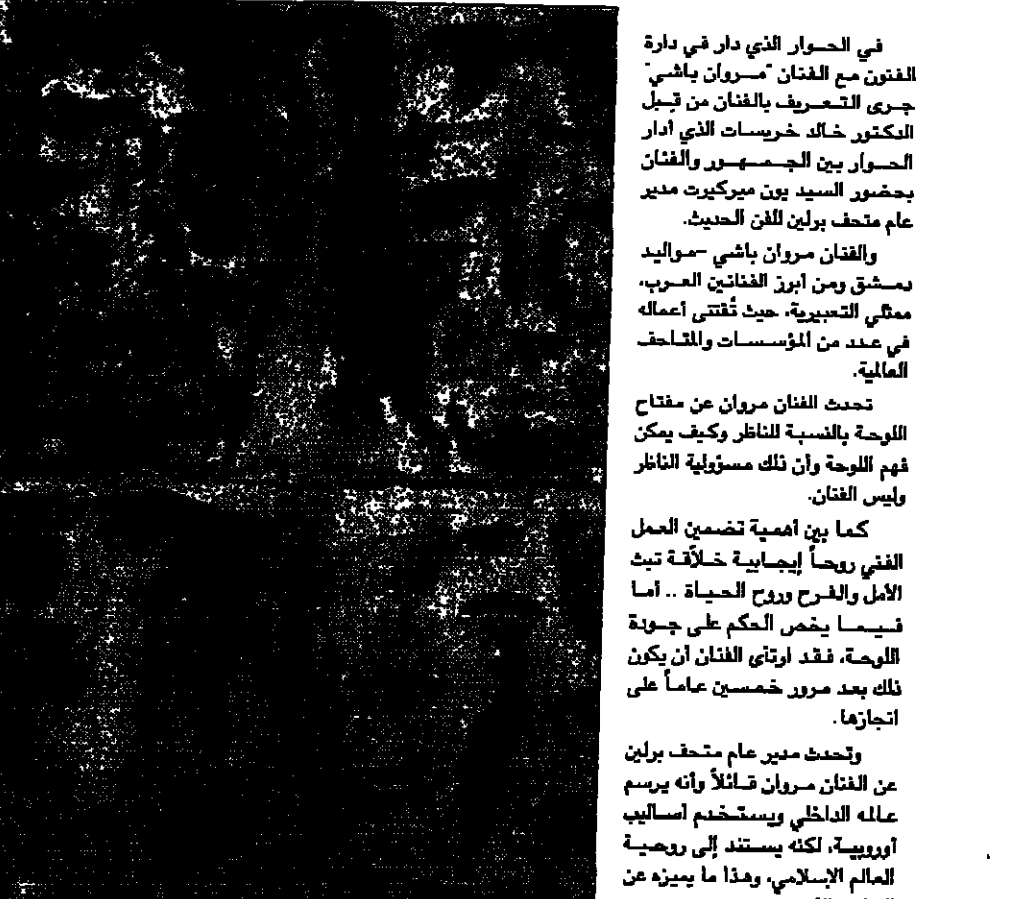 في الحوار الذي دار في دارة
الفنون مع الفنان "مروان باشي"
جرى التعريف بالفنان من قبل
الدكتور خالد خريسات الذي أدار
الحوار بين الجمهور والفنان
بحضور السيد يون ميركيرت مدير
عام متحف برلين للفن الحديث.
والفنان مروان باشي -مواليد
دمشق ومن أبرز الفنانين العرب،
ممثلي التعبيرية، حيث تُقتنى أعماله
في عدد من المؤسسات والمتاحف
العالمية.
تحدث الفنان مروان عن مفتاح
اللوحة بالنسبة للناظر وكيف يمكن
فهم اللوحة وأن ذلك مسؤولية الناظر
وليس الفنان.
كما بين أهمية تضمين العمل
الفني روحاً إيجابية خلاّقة تبث
الأمل والفرح وروح الحياة .. أما
فيما يخص الحكم على جودة
اللوحة، فقد اوتأي الفنان أن يكون
ذلك بعد مرور خمسين عاماً على
انجازها.
وتحدث مدير عام متحف برلين
عن الفنان مروان قائلاً وأنه يرسم
عالمه الداخلي ويستخدم اساليب
أوروبية، لكنه يستند إلى روحية
العالم الإسلامي، وهذا ما يميزه عن